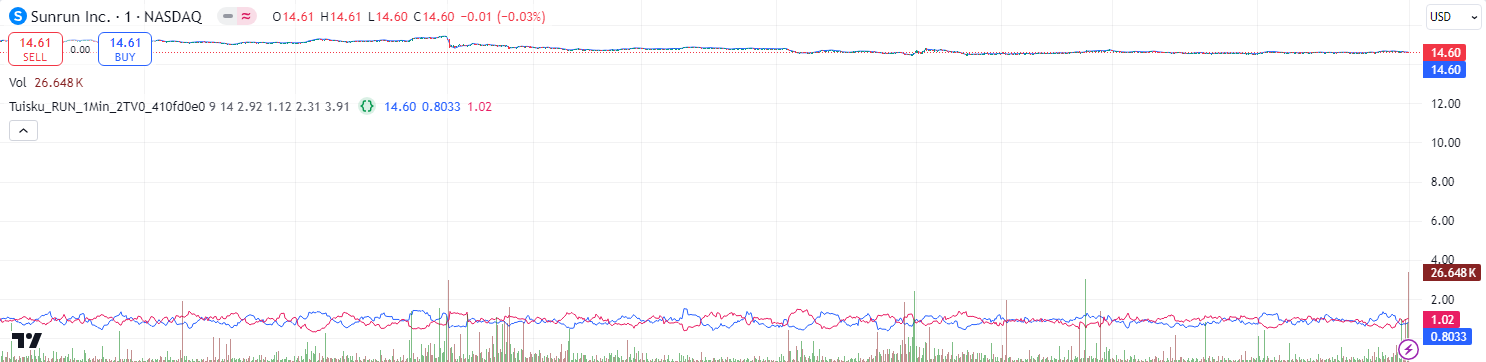 S Sunrun Inc. · 1 · NASDAQ O14.61 H14.61 L14.60 C14.60 −0.01 (−0.03%) USD
14.61 0.00 14.61
SELL BUY
14.60
14.60
Vol 26.648 K
Tuisku_RUN_1Min_2TV0_410fd0e0 9 14 2.92 1.12 2.31 3.91 {} 14.60 0.8033 1.02
12.00
10.00
8.00
6.00
4.00
26.648 K
2.00
1.02
0.8033